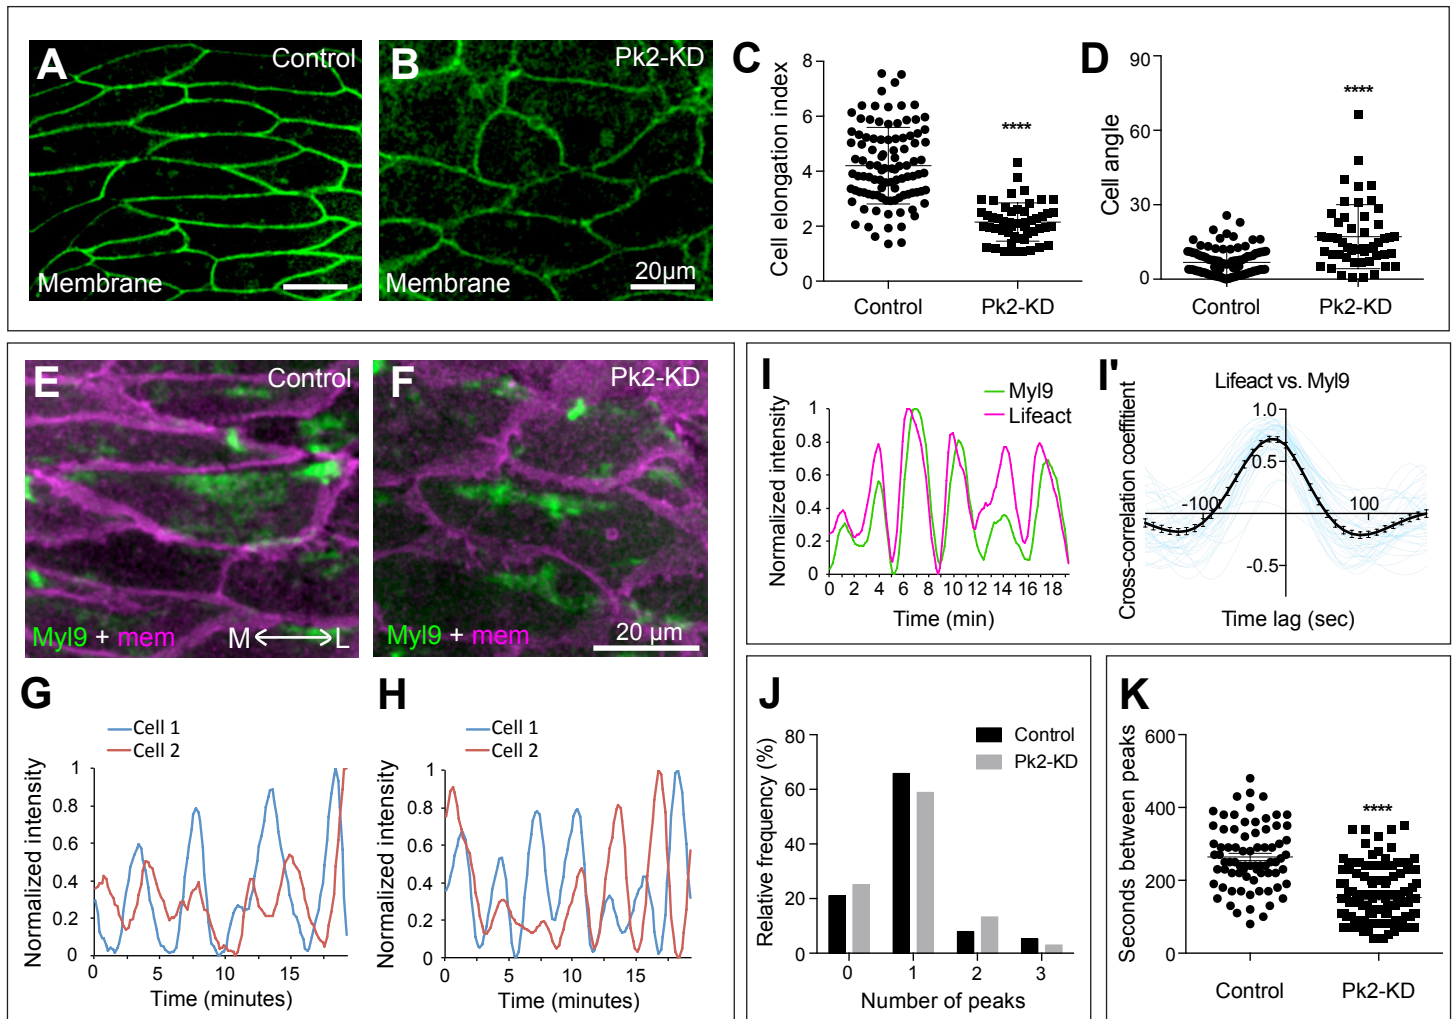 A
Control
Membrane
B
Pk2-KD
Membrane
20µm
C
Cell elongation index
8
6
4
2
0
****
Control
Pk2-KD
D
Cell angle
90
60
30
0
****
Control
Pk2-KD
E
Control
Myl9 + mem
M
L
F
Pk2-KD
Myl9 + mem
20 µm
G
Cell 1
Cell 2
Normalized intensity
1
0.8
0.6
0.4
0.2
0
0 5 10 15
Time (minutes)
H
Cell 1
Cell 2
Normalized intensity
1
0.8
0.6
0.4
0.2
0
0 5 10 15
Time (minutes)
I
Myl9
Lifeact
Normalized intensity
1
0.8
0.6
0.4
0.2
0
0 2 4 6 8 10 12 14 16 18
Time (min)
I'
Lifeact vs. Myl9
Cross-correlation coeffitient
1.0
0.5
-100
100
-0.5
Time lag (sec)
J
Control
Pk2-KD
Relative frequency (%)
80
60
40
20
0
0 1 2 3
Number of peaks
K
Seconds between peaks
600
400
200
0
****
Control
Pk2-KD